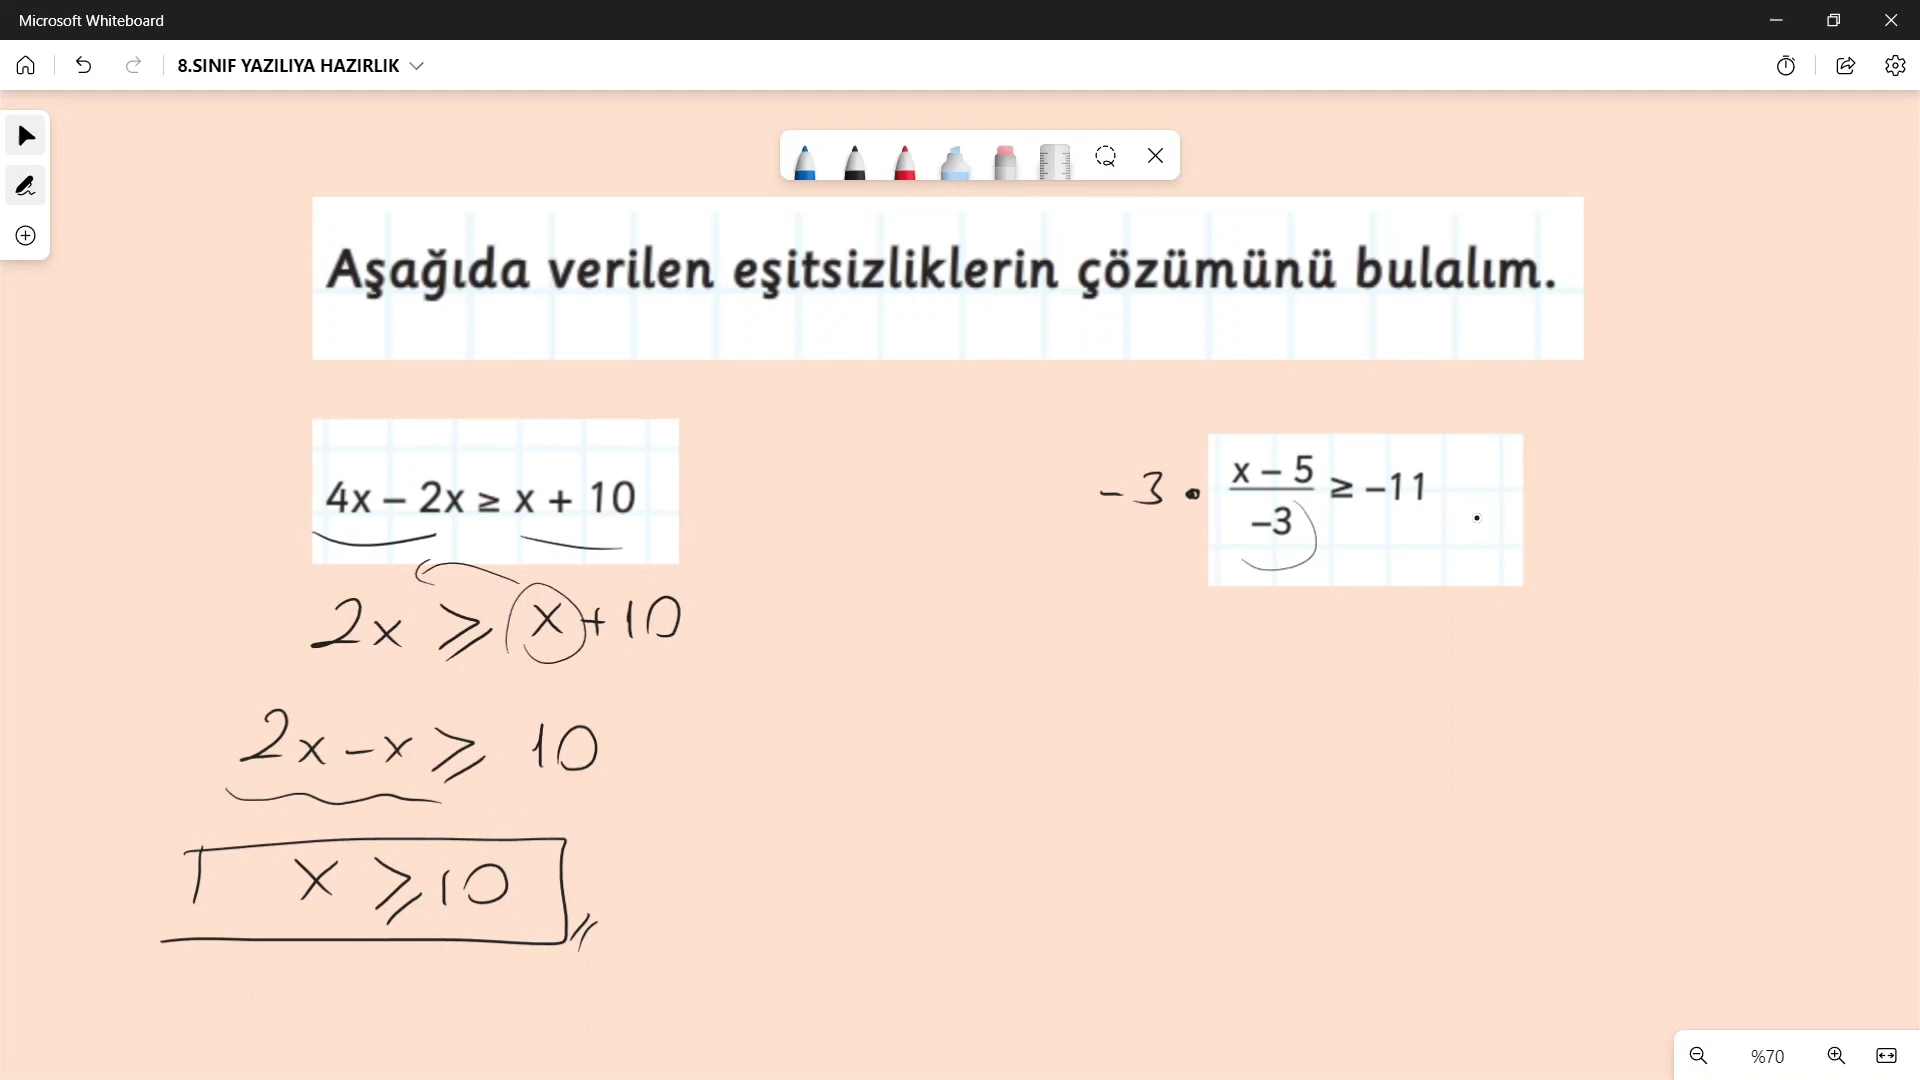 Microsoft Whiteboard
8.SINIF YAZILIYA HAZIRLIK
Aşağıda verilen eşitsizliklerin çözümünü bulalım.
4x – 2x ≥ x + 10
2x ≥ x + 10
2x - x ≥ 10
x ≥ 10
-3 • x – 5 / –3 ≥ –11 •
%70